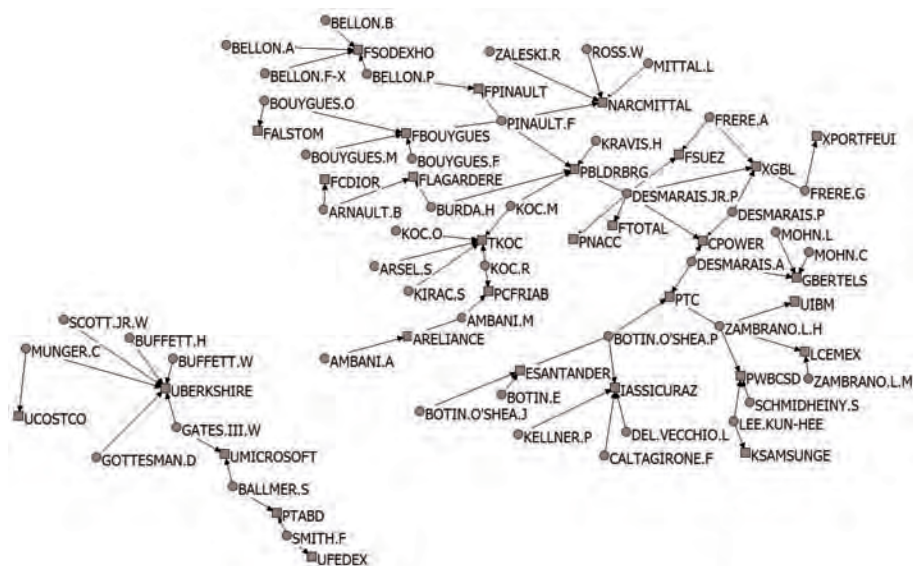 BELLON.B
BELLON.A
FSODEXHO
ZALESKI.R
ROSS.W
MITTAL.L
BELLON.F-X
BELLON.P
FPINAULT
NARCMITTAL
BOUYGUES.O
PINAULT.F
FRERE.A
FALSTOM
FBOUYGUES
XPORTFEUI
KRAVIS.H
FSUEZ
BOUYGUES.M
BOUYGUES.F
PBLDRBRG
XGBL
FCDIOR
FLAGARDERE
DESMARAIS.JR.P
FRERE.G
ARNAULT.B
BURDA.H
KOC.M
DESMARAIS.P
KOC.O
TKOC
PNACC
FTOTAL
CPOWER
MOHN.L
MOHN.C
ARSEL.S
KOC.R
DESMARAIS.A
GBERTELS
KIRAC.S
PCFRIAB
PTC
UIBM
SCOTT.JR.W
AMBANI.M
BUFFETT.H
ARELIANCE
BOTIN.O'SHEA.P
ZAMBRANO.L.H
MUNGER.C
BUFFETT.W
AMBANI.A
LCEMEX
UBERKSHIRE
ESANTANDER
IASSICURAZ
PWBCSD
ZAMBRANO.L.M
BOTIN.E
UCOSTCO
BOTIN.O'SHEA.J
SCHMIDHEINY.S
GATES.III.W
KELLNER.P
DEL.VECCHIO.L
LEE.KUN-HEE
GOTTESMAN.D
UMICROSOFT
CALTAGIRONE.F
KSAMSUNGE
BALLMER.S
PTABD
SMITH.F
UFEDEX